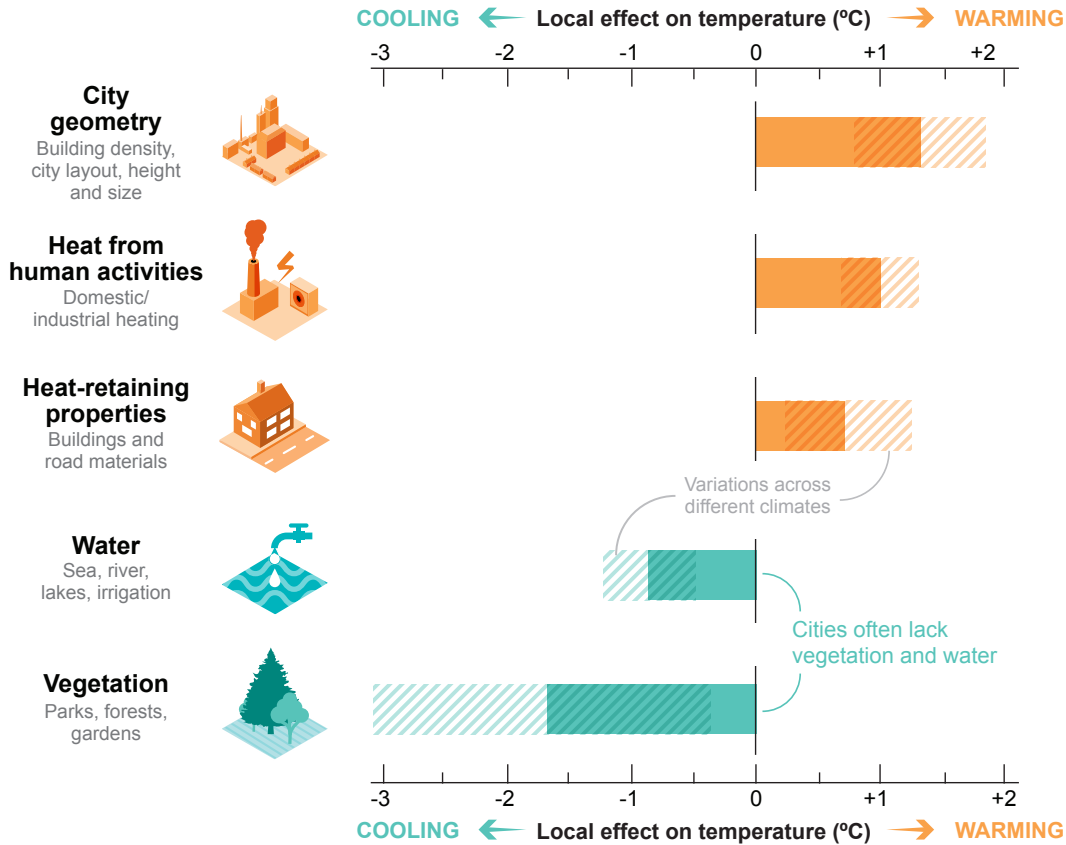 COOLING ← Local effect on temperature (ºC) → WARMING
-3 -2 -1 0 +1 +2
City
geometry
Building density,
city layout, height
and size
Heat from
human activities
Domestic/
industrial heating
Heat-retaining
properties
Buildings and
road materials
Variations across
different climates
Water
Sea, river,
lakes, irrigation
Cities often lack
vegetation and water
Vegetation
Parks, forests,
gardens
-3 -2 -1 0 +1 +2
COOLING ← Local effect on temperature (ºC) → WARMING